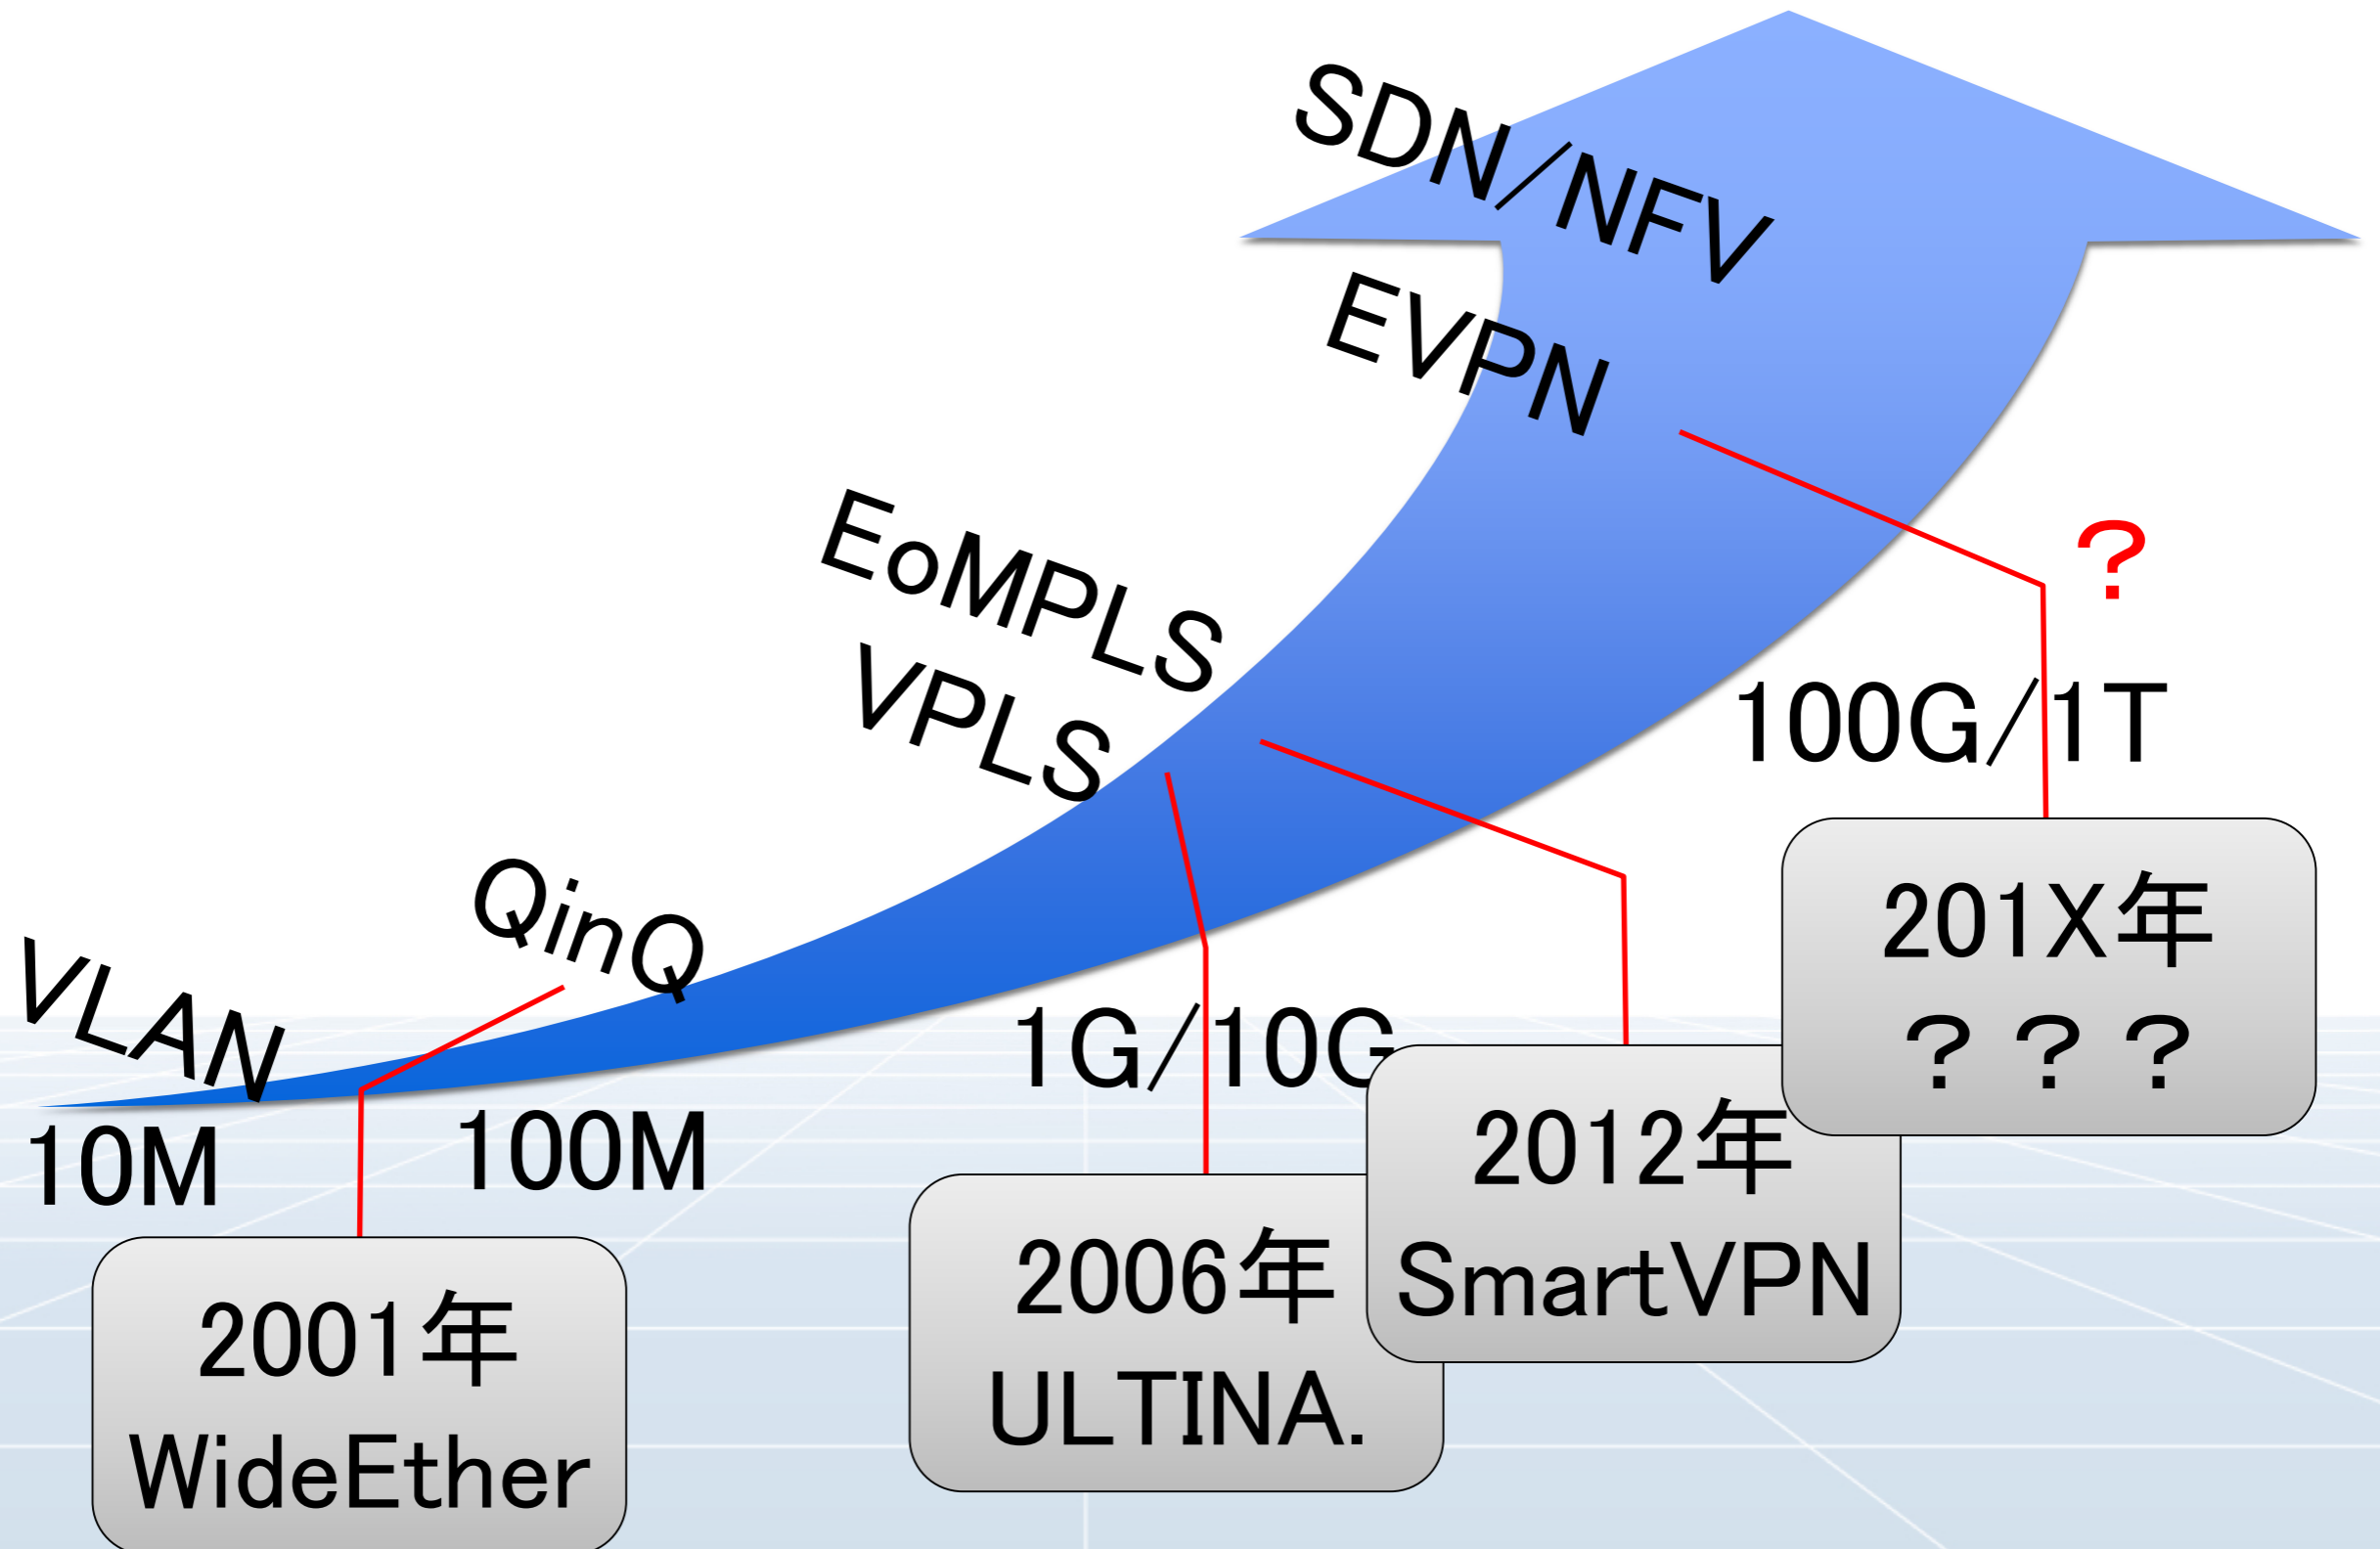 SDN/NFV
EVPN
EoMPLS
VPLS
QinQ
VLAN
10M
100M
1G/10G
100G/1T
?
2001年
WideEther
2006年
ULTINA.
2012年
SmartVPN
201X年
???